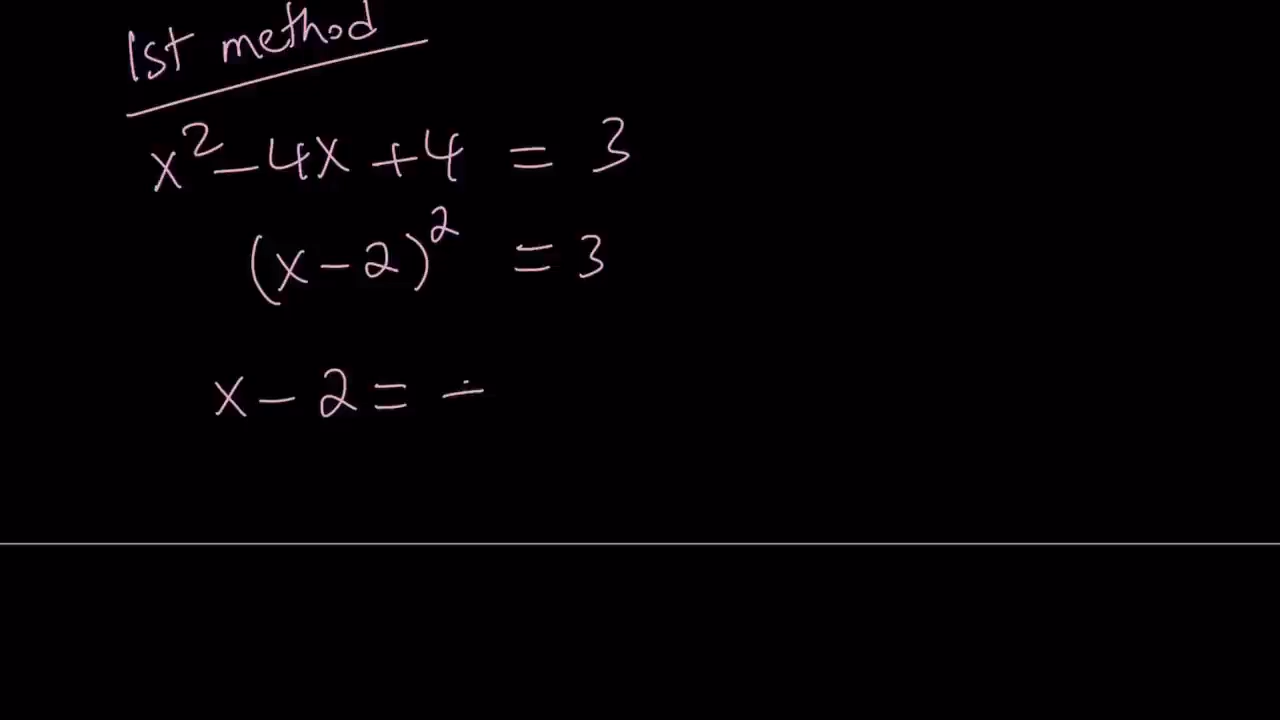 1st method
x² - 4x + 4 = 3
(x - 2)² = 3
x - 2 = -